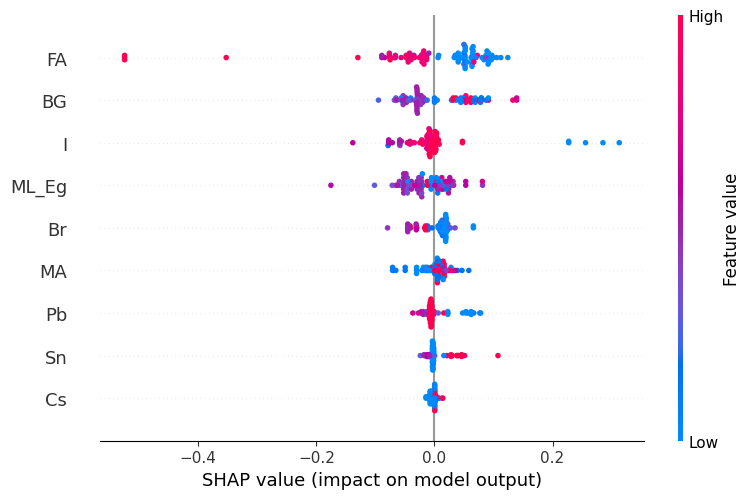 High
FA
BG
I
ML_Eg
Br
MA
Pb
Sn
Cs
Low
Feature value
−0.4 −0.2 0.0 0.2
SHAP value (impact on model output)